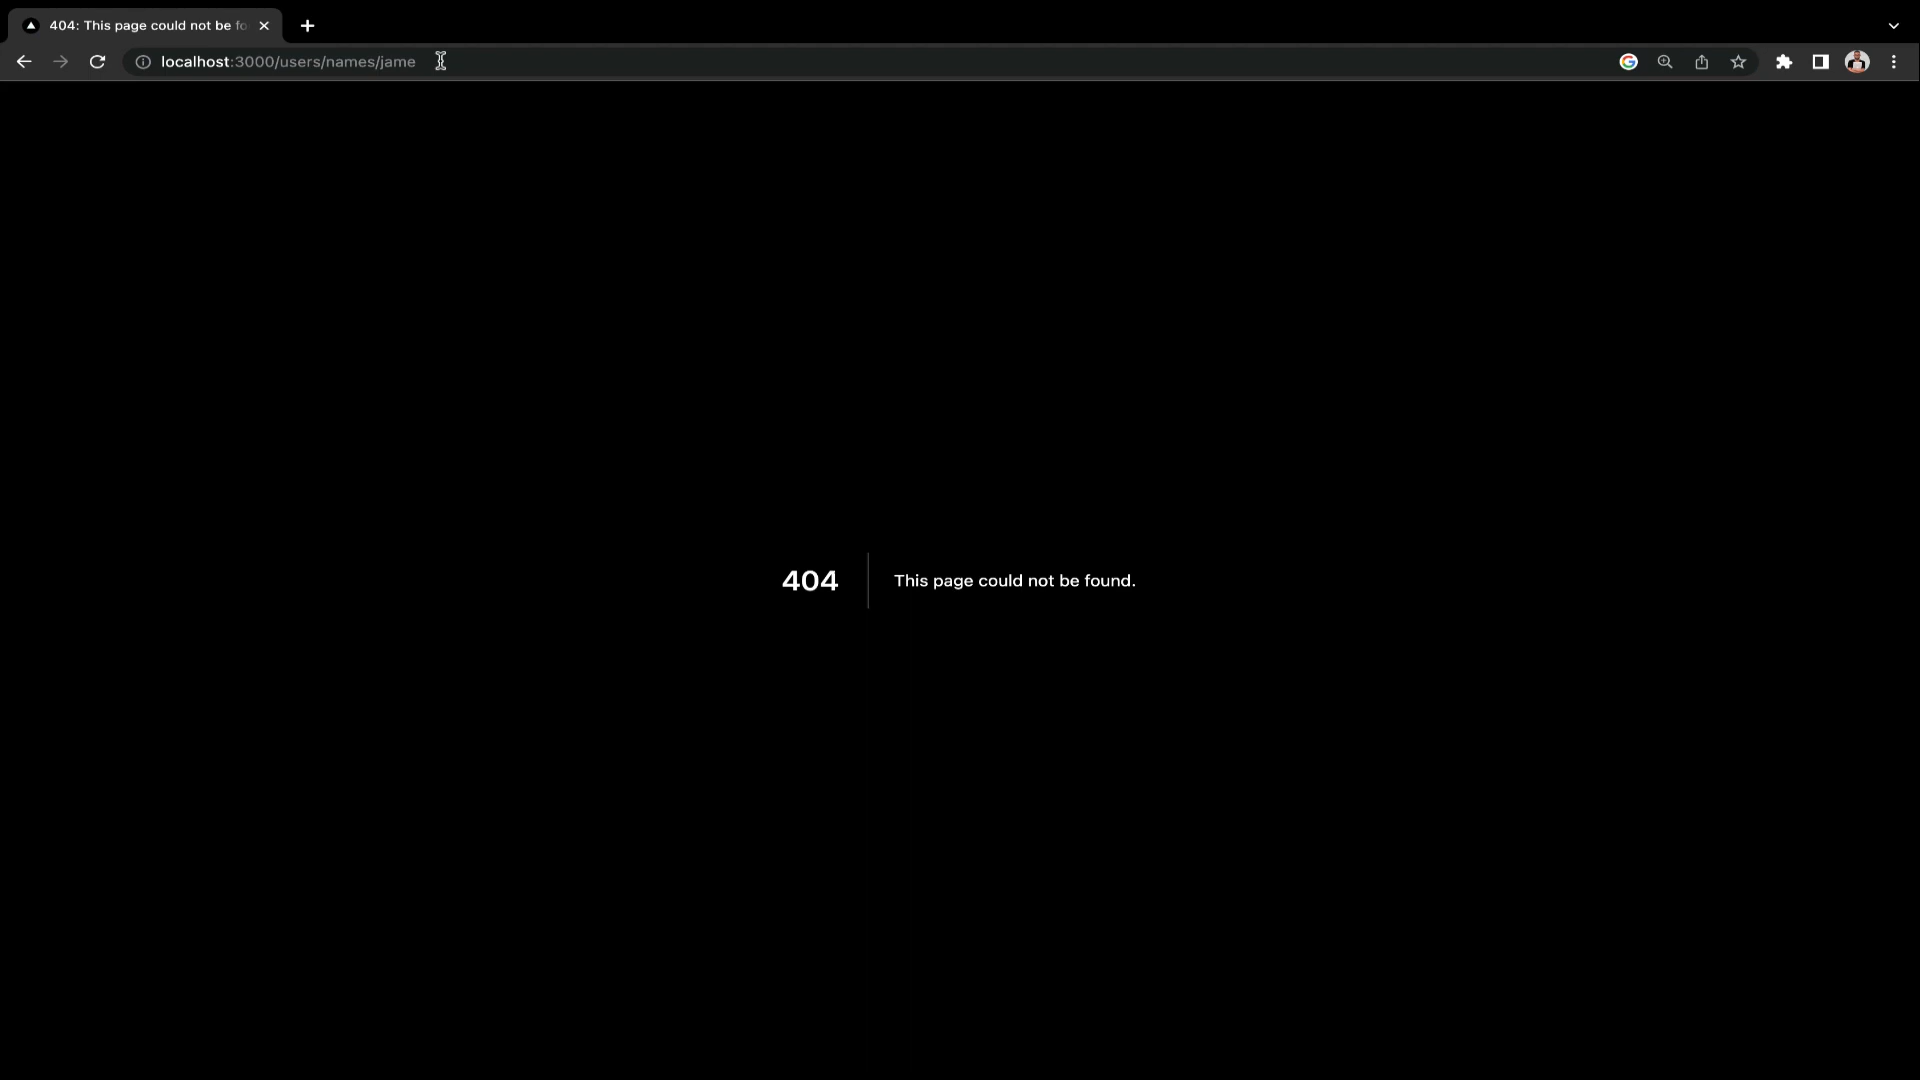 404: This page could not be fo
localhost:3000/users/names/jame
404
This page could not be found.